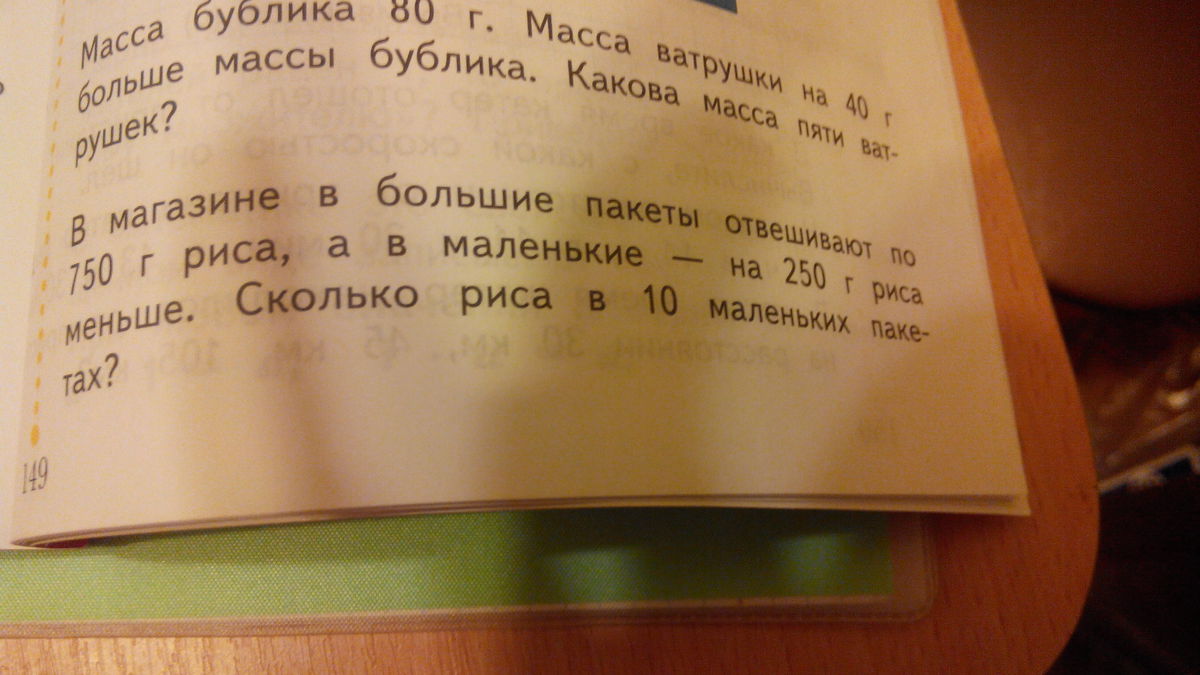 Масса бублика 80 г. Масса ватрушки на 40 г
больше массы бублика. Какова масса пяти ват-
рушек?
В магазине в большие пакеты отвешивают по
750 г риса, а в маленькие — на 250 г риса
меньше. Сколько риса в 10 маленьких паке-
тах?
149